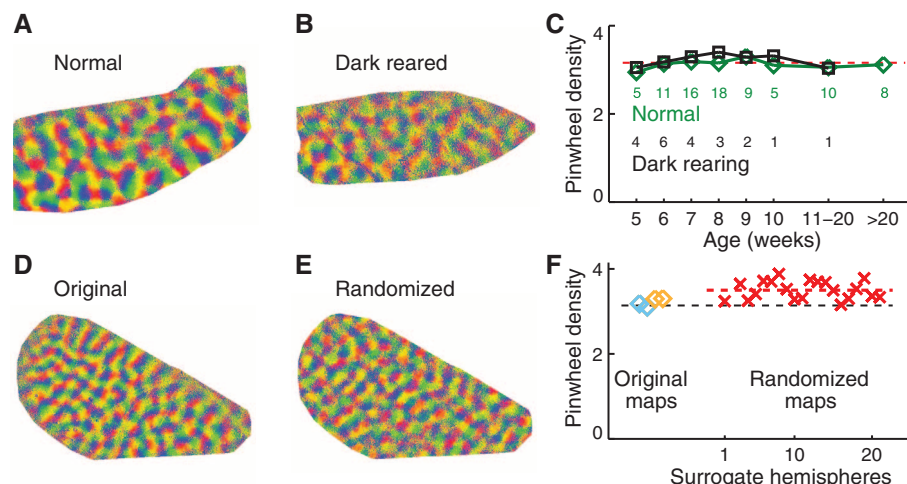 A
Normal
B
Dark reared
C
Pinwheel density
4
2
0
5 11 16 18 9 5 10 8
Normal
4 6 4 3 2 1 1
Dark rearing
5 6 7 8 9 10 11–20 >20
Age (weeks)
D
Original
E
Randomized
F
Pinwheel density
4
2
0
Original
maps
Randomized
maps
1 10 20
Surrogate hemispheres